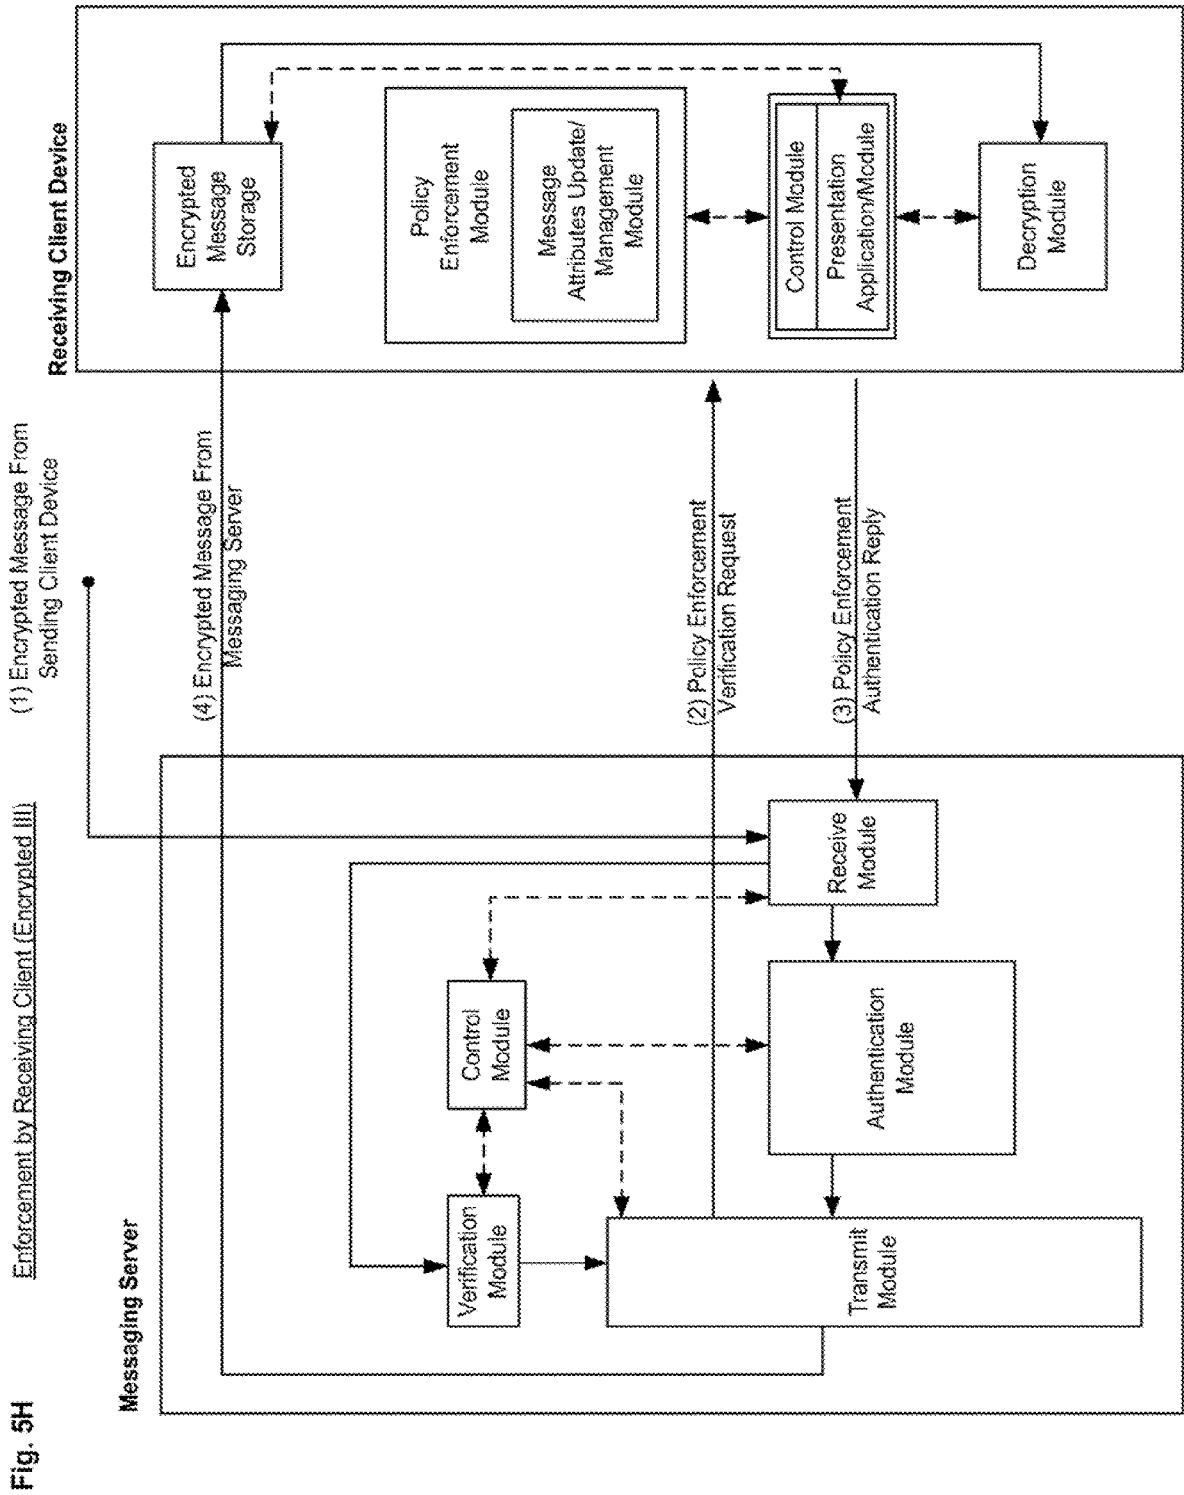 Fig. 5H
Enforcement by Receiving Client (Encrypted III)
(1) Encrypted Message From
Sending Client Device
Messaging Server
Verification
Module
Control
Module
Transmit
Module
Authentication
Module
Receive
Module
(4) Encrypted Message From
Messaging Server
(2) Policy Enforcement
Verification Request
(3) Policy Enforcement
Authentication Reply
Receiving Client Device
Encrypted
Message
Storage
Policy
Enforcement
Module
Message
Attributes Update/
Management
Module
Control Module
Presentation
Application/Module
Decryption
Module